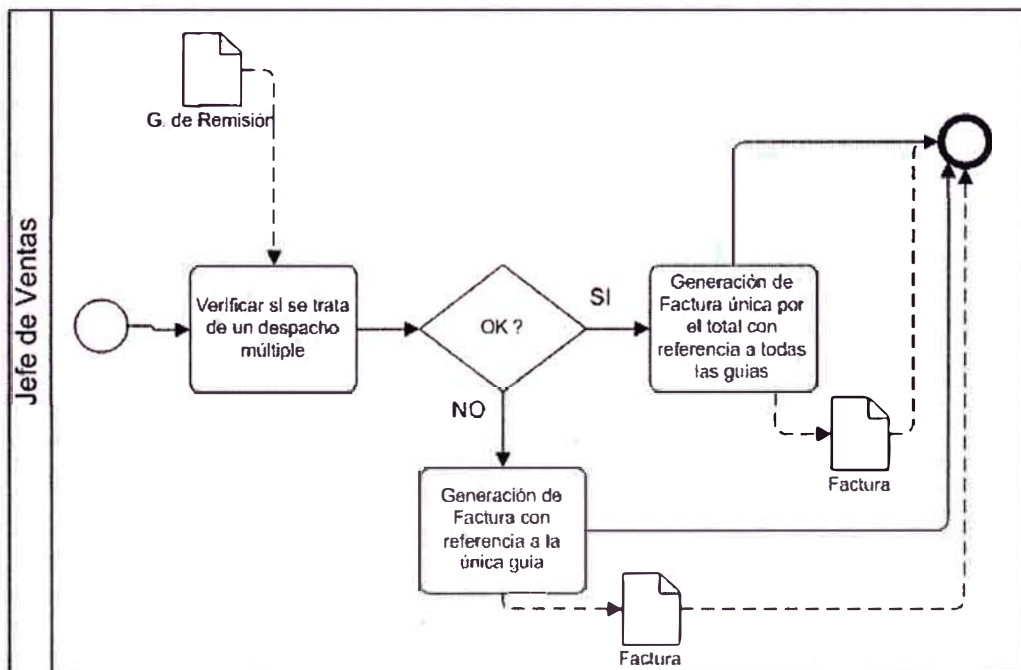 Jefe de Ventas
G. de Remisión
Verificar si se trata
de un despacho
múltiple
OK ?
SI
NO
Generación de
Factura única por
el total con
referencia a todas
las guias
Factura
Generación de
Factura con
referencia a la
única guia
Factura